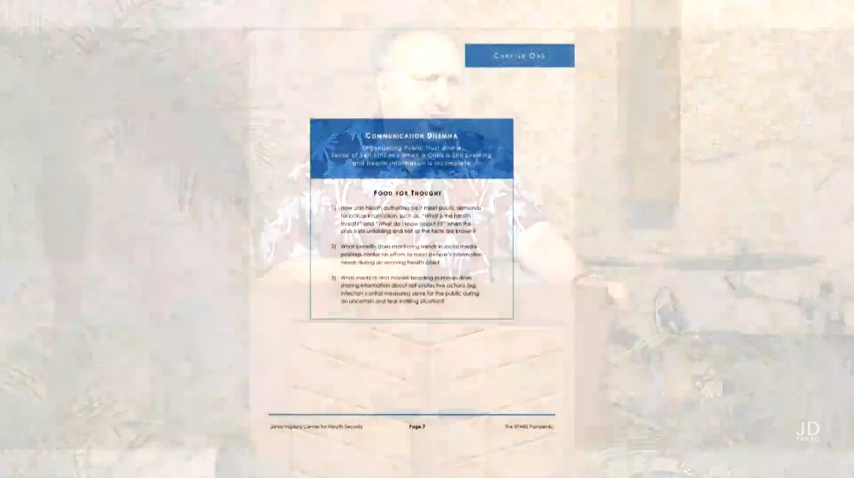 CHAPTER ONE
COMMUNICATION DILEMMA
Engendering Public Trust and a
Sense of Self-Efficacy When a Crisis Is Still Evolving
and Health Information Is Incomplete
FOOD FOR THOUGHT
1) How can health authorities best meet public demands
for critical information, such as, "What is the health
threat?" and "What do I know about it?" when the
crisis is still unfolding and not all the facts are known?
2) What benefits does monitoring trends in social media
postings confer on efforts to meet people's information
needs during an evolving health crisis?
3) What medical and morale-boosting purposes does
sharing information about self-protective actions (eg,
infection control measures) serve for the public during
an uncertain and fear-instilling situation?
Johns Hopkins Center for Health Security
Page 7
The SPARS Pandemic
JD